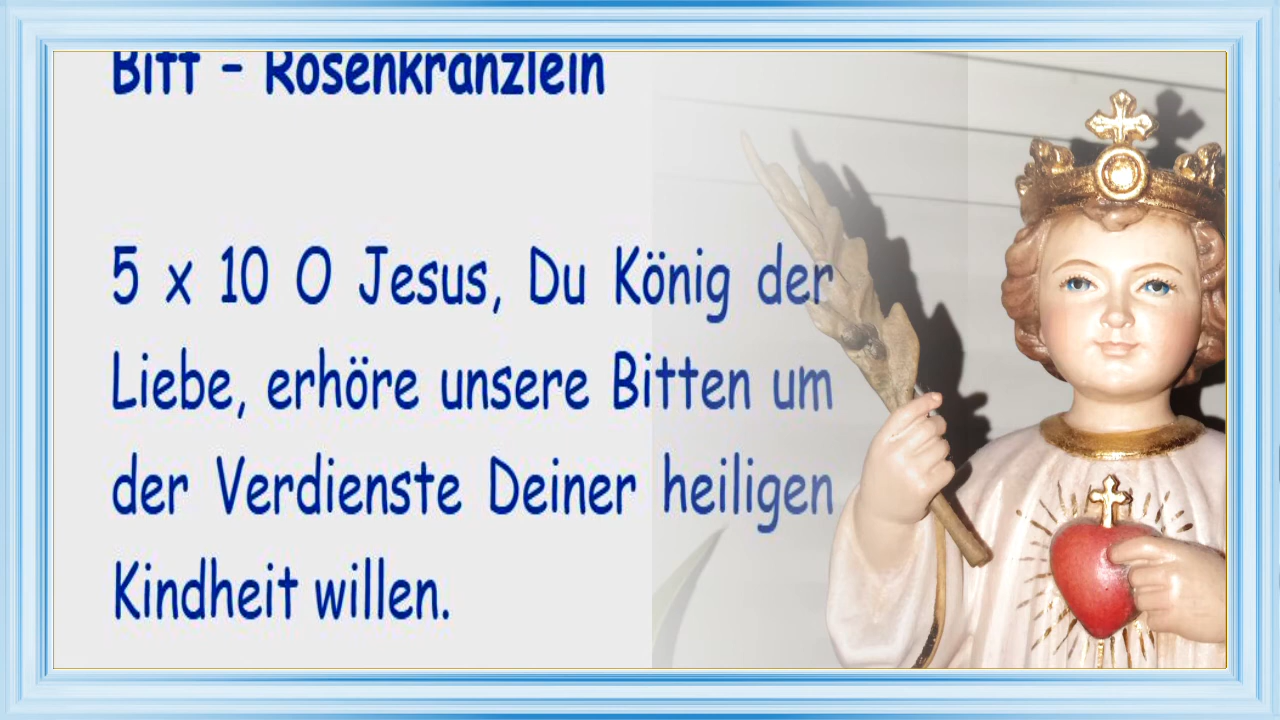 Bitt - Rosenkränzlein
5 x 10 O Jesus, Du König der
Liebe, erhöre unsere Bitten um
der Verdienste Deiner heiligen
Kindheit willen.